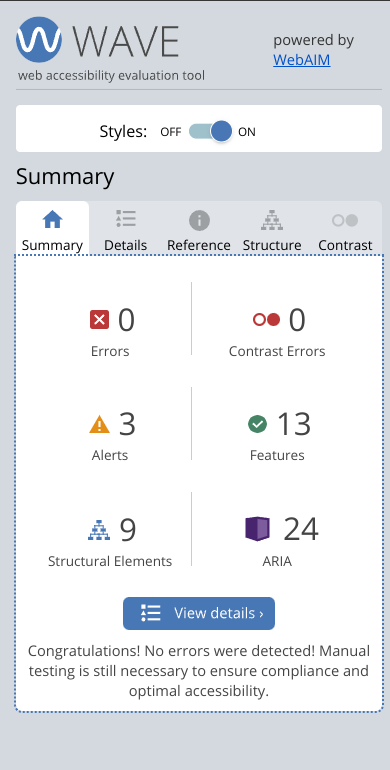 WAVE
web accessibility evaluation tool
powered by
WebAIM
Styles: OFF ON
Summary
Summary Details Reference Structure Contrast
0 0
Errors Contrast Errors
3 13
Alerts Features
9 24
Structural Elements ARIA
View details ›
Congratulations! No errors were detected! Manual
testing is still necessary to ensure compliance and
optimal accessibility.